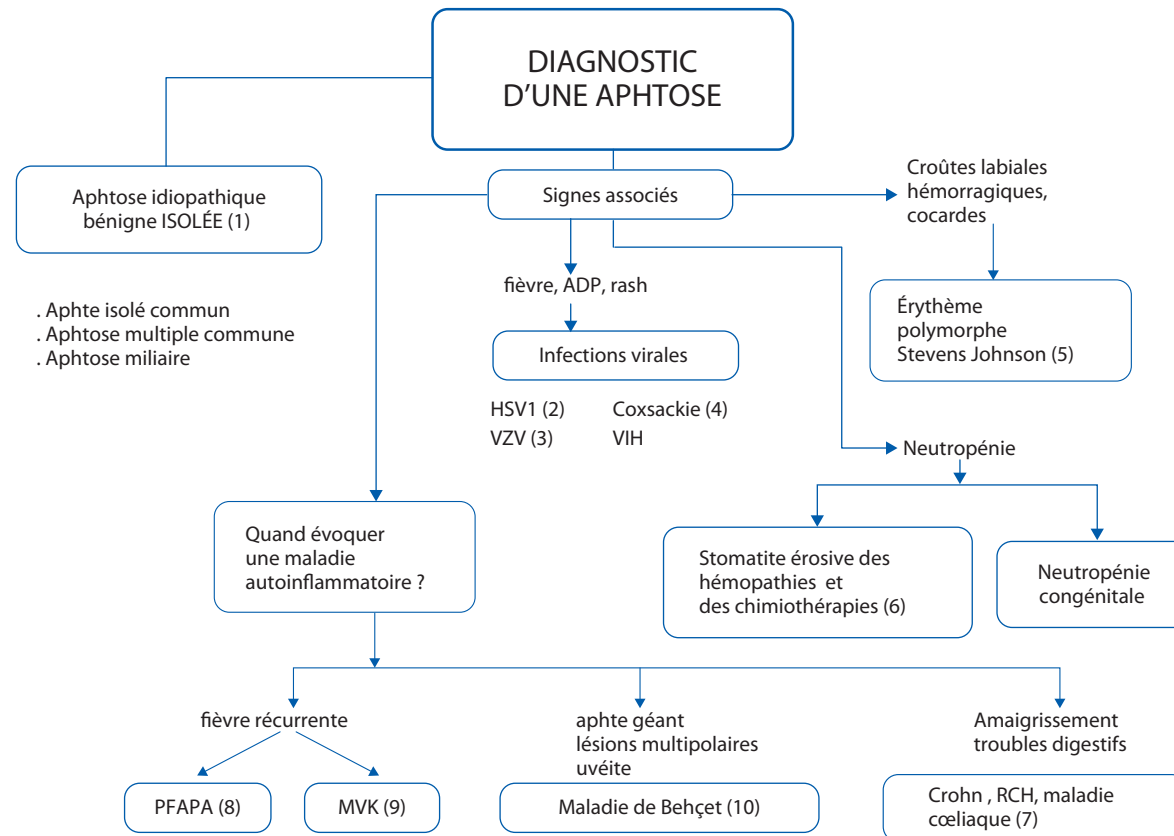 DIAGNOSTIC
D’UNE APHTOSE
Aphtose idiopathique
bénigne ISOLÉE (1)
. Aphte isolé commun
. Aphtose multiple commune
. Aphtose miliaire
Signes associés
Croûtes labiales
hémorragiques,
cocardes
fièvre, ADP, rash
Infections virales
HSV1 (2) Coxsackie (4)
VZV (3) VIH
Érythème
polymorphe
Stevens Johnson (5)
Neutropénie
Stomatite érosive des
hémopathies et
des chimiothérapies (6)
Neutropénie
congénitale
Quand évoquer
une maladie
autoinflammatoire ?
fièvre récurrente
PFAPA (8)
MVK (9)
aphte géant
lésions multipolaires
uvéite
Maladie de Behçet (10)
Amaigrissement
troubles digestifs
Crohn , RCH, maladie
cœliaque (7)